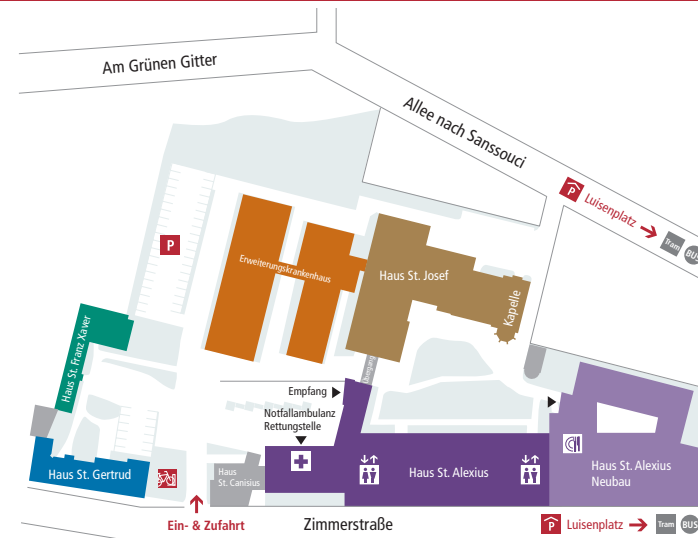 Am Grünen Gitter
Allee nach Sanssouci
P
Luisenplatz
Tram
BUS
P
Erweiterungskrankenhaus
Haus St. Josef
Kapelle
Haus St. Franz Xaver
Übergang
Empfang
Notfallambulanz
Rettungsstelle
Haus St. Gertrud
Haus
St. Canisius
Haus St. Alexius
Haus St. Alexius
Neubau
Ein- & Zufahrt
Zimmerstraße
P Luisenplatz Tram BUS